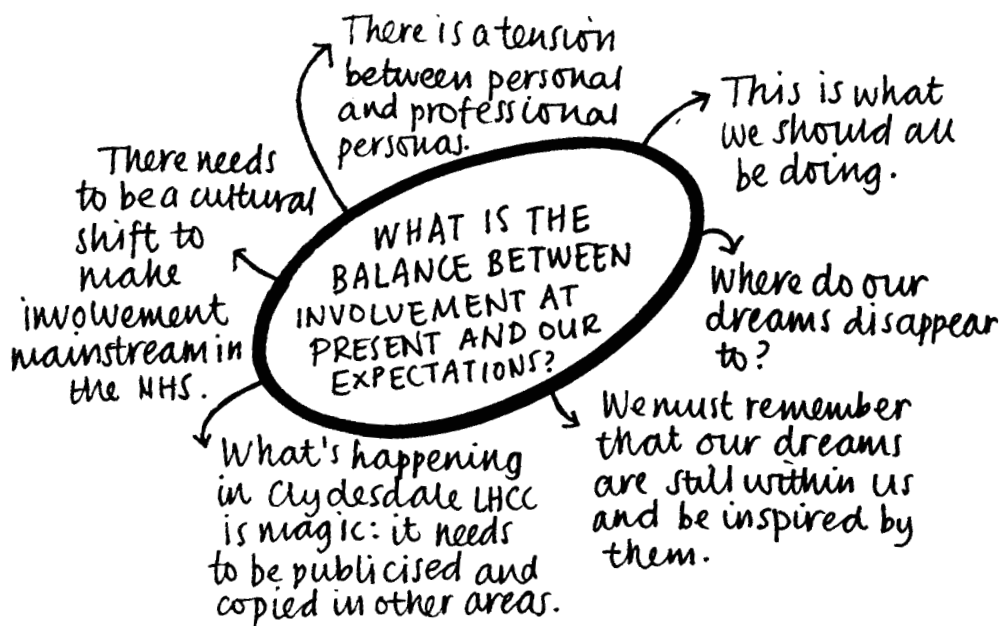 There is a tension
between personal
and professional
personas.
This is what
we should all
be doing.
There needs
to be a cultural
shift to
make
involvement
mainstream in
the NHS.
WHAT IS THE
BALANCE BETWEEN
INVOLVEMENT AT
PRESENT AND OUR
EXPECTATIONS?
Where do our
dreams disappear
to?
What's happening
in Clydesdale LHCC
is magic: it needs
to be publicised and
copied in other areas.
We must remember
that our dreams
are still within us
and be inspired by
them.